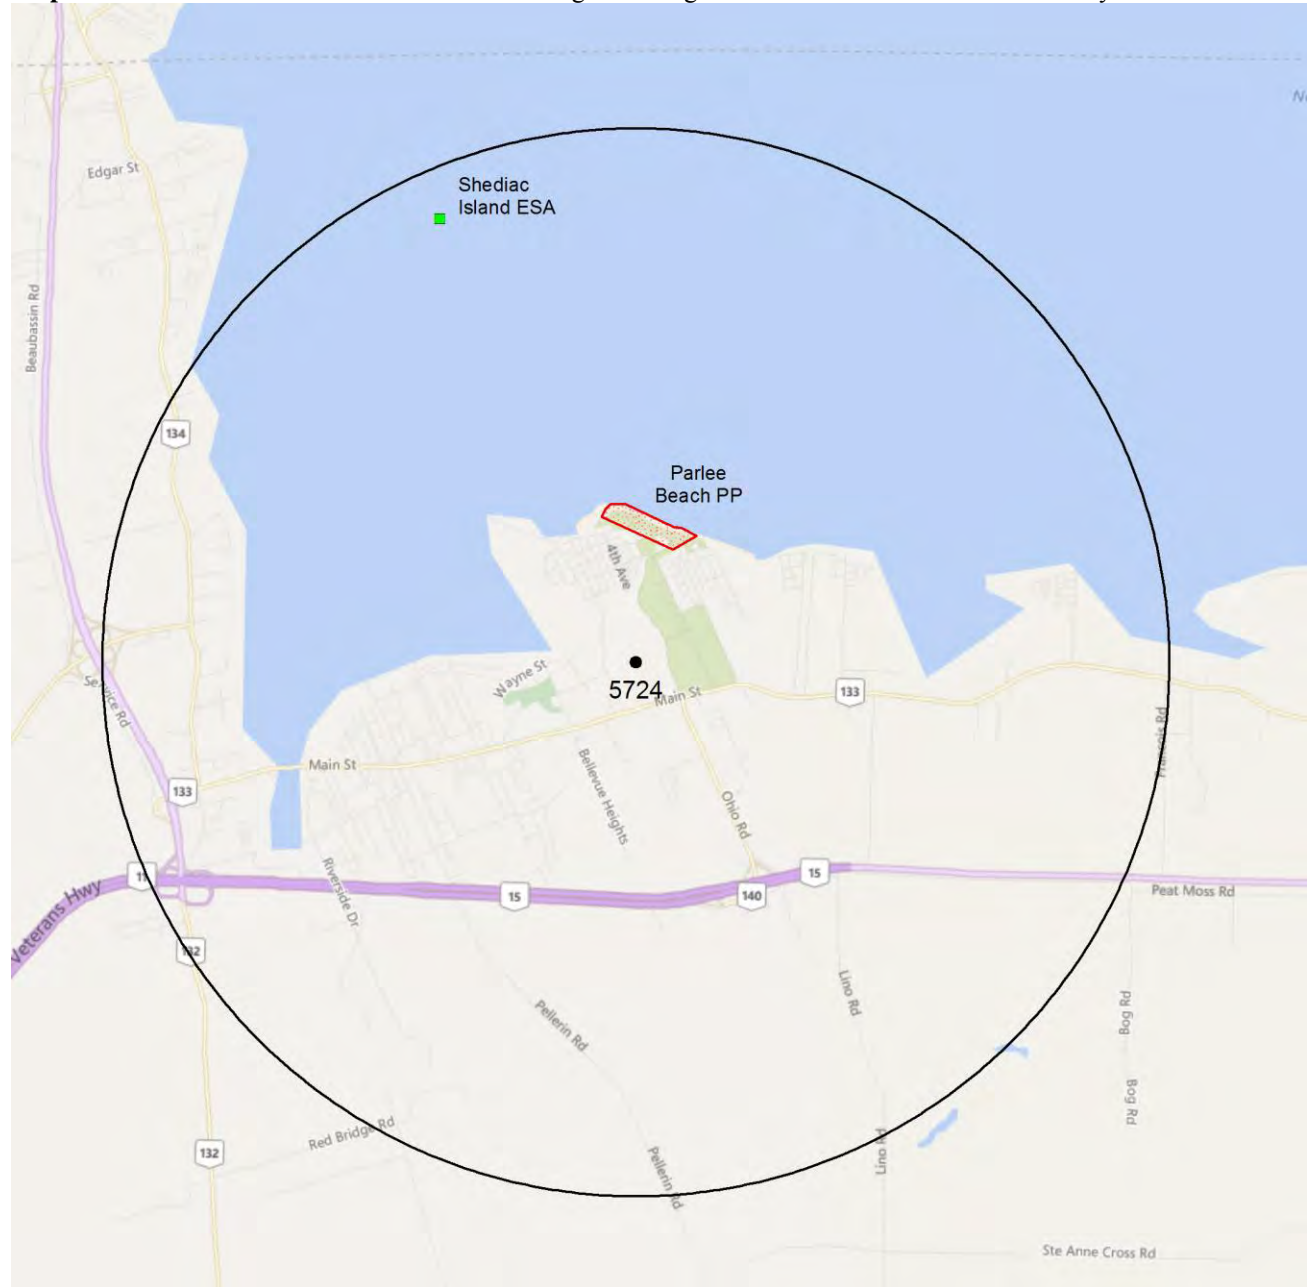 Edgar St
Shediac
Island ESA
Beaubassin Rd
134
Parlee
Beach PP
4th Ave
Wayne St
5724
Main St
133
Service Rd
Francois Rd
Main St
133
Bellevue Heights
Ohio Rd
11
15
15
140
Peat Moss Rd
Veterans Hwy
Riverside Dr
132
Lino Rd
Pellerin Rd
Bog Rd
Bog Rd
Red Bridge Rd
132
Pellerin Rd
Lino Rd
Ste Anne Cross Rd